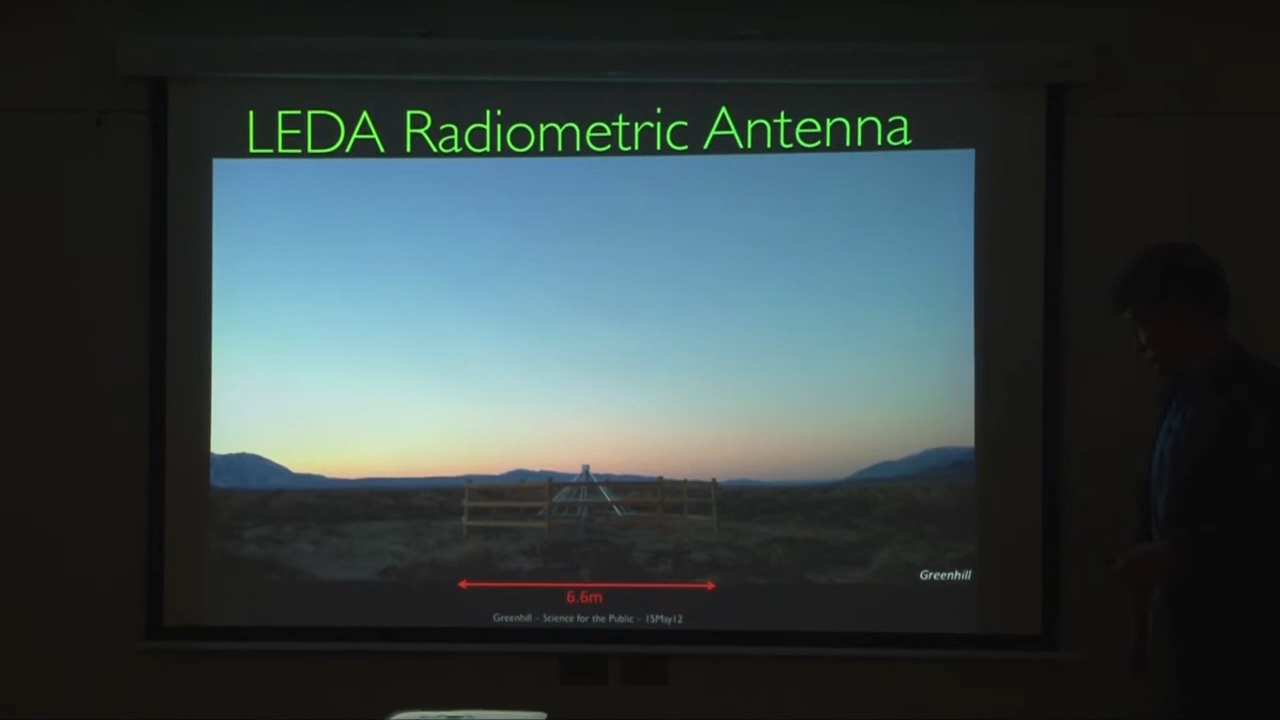 LEDA Radiometric Antenna
Greenhill
6.6m
Greenhill – Science for the Public – 15May12